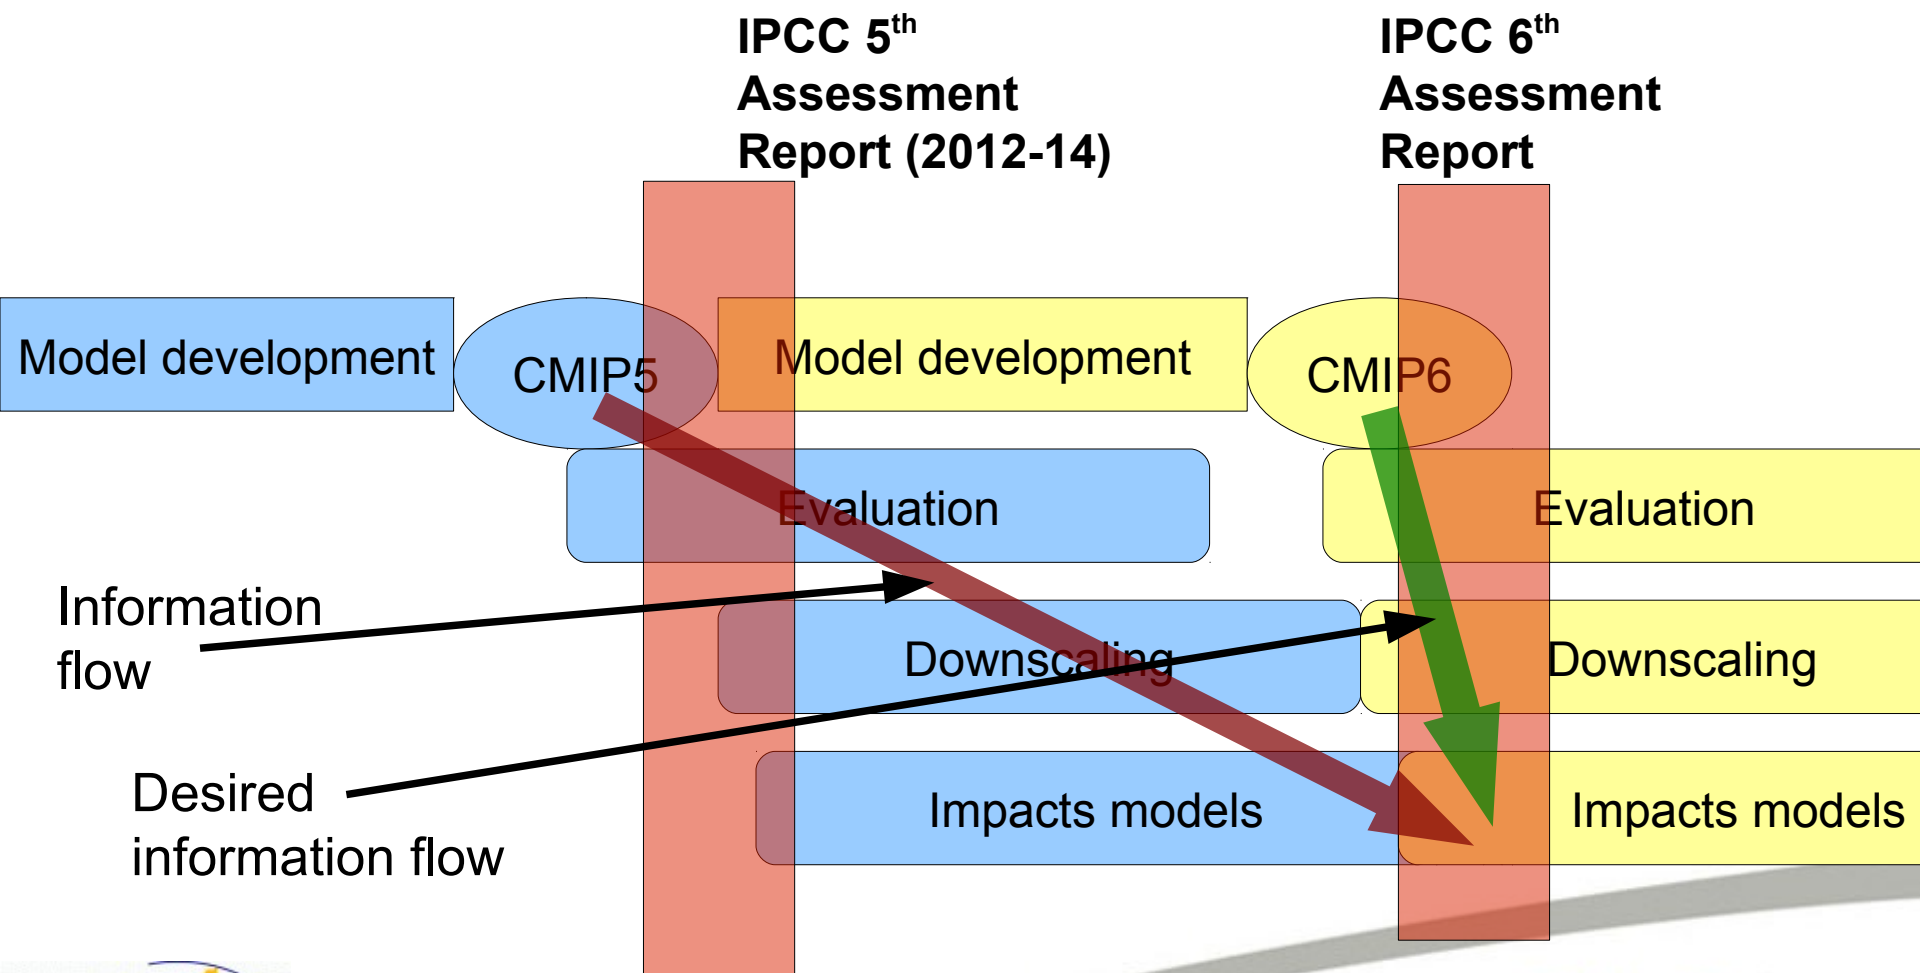 IPCC 5th
Assessment
Report (2012-14)
IPCC 6th
Assessment
Report
Model development
CMIP5
Model development
CMIP6
Evaluation
Evaluation
Information
flow
Downscaling
Downscaling
Desired
information flow
Impacts models
Impacts models